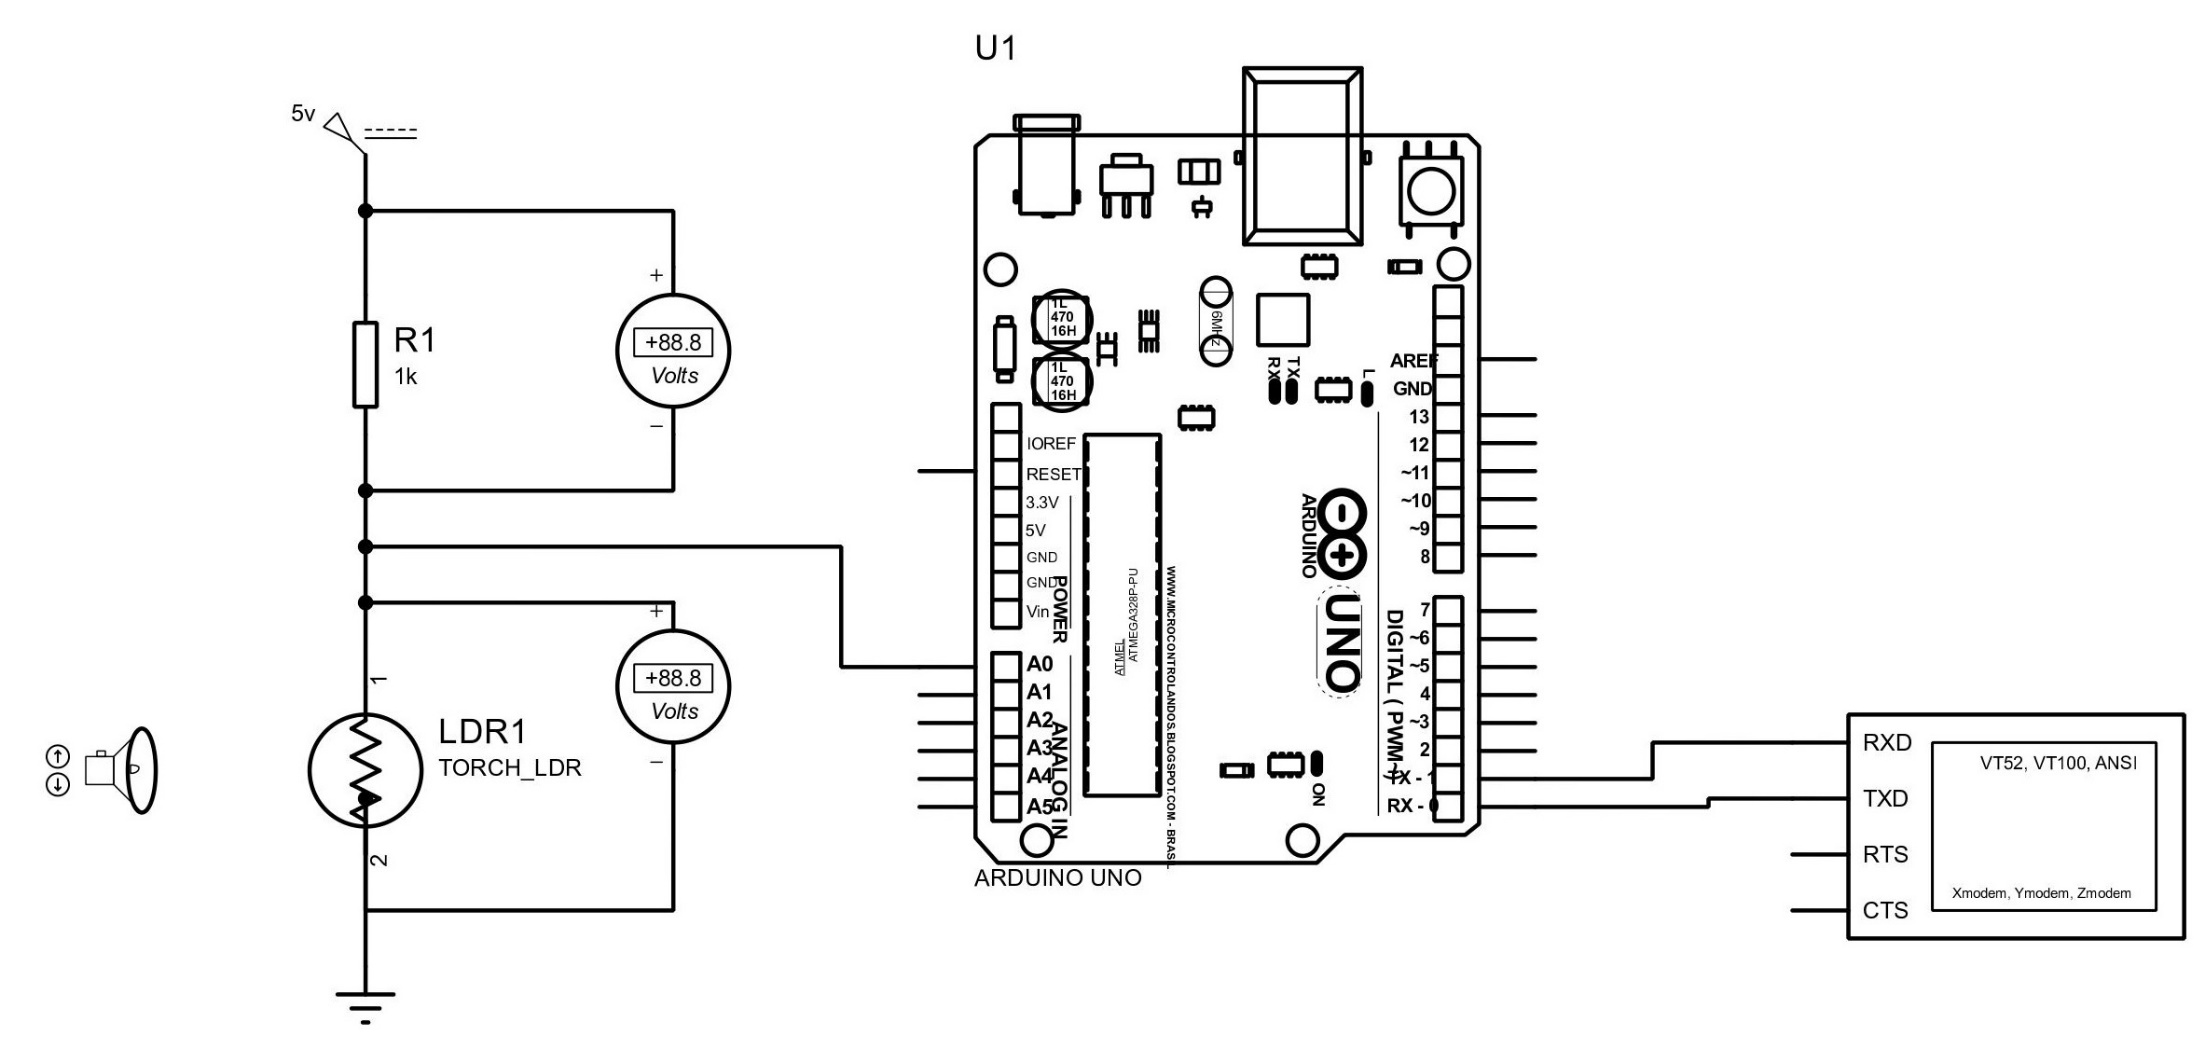 U1
5v
R1
1k
+
+88.8
Volts
−
+
+88.8
Volts
−
1
LDR1
TORCH_LDR
2
1L
470
16H
1L
470
16H
RX
TX
L
IOREF
RESET
3.3V
5V
GND
GND
Vin
POWER
A0
A1
A2
A3
A4
A5
ANALOG IN
ATMEL
ATMEGA328P-PU
WWW.MICROCONTROLANDOS.BLOGSPOT.COM - BRASIL
ARDUINO
UNO
ON
AREF
GND
13
12
~11
~10
~9
8
7
~6
~5
4
~3
2
TX - 1
RX - 0
DIGITAL ( PWM~)
ARDUINO UNO
RXD
TXD
RTS
CTS
VT52, VT100, ANSI
Xmodem, Ymodem, Zmodem